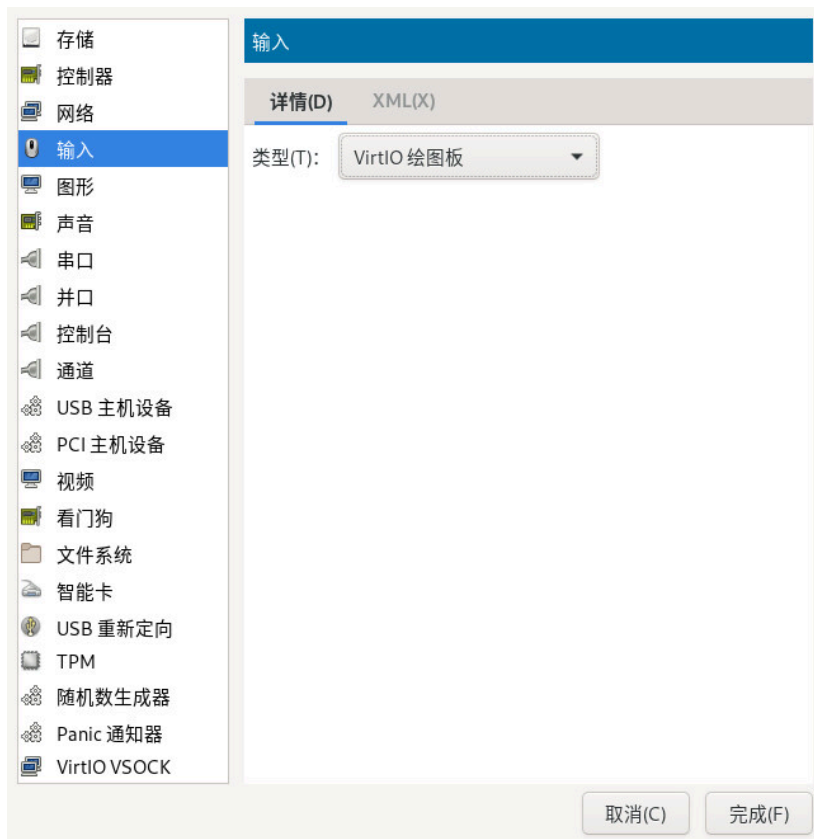 存储
控制器
网络
输入
图形
声音
串口
并口
控制台
通道
USB 主机设备
PCI 主机设备
视频
看门狗
文件系统
智能卡
USB 重新定向
TPM
随机数生成器
Panic 通知器
VirtIO VSOCK
输入
详情(D) XML(X)
类型(T): VirtIO 绘图板
取消(C) 完成(F)